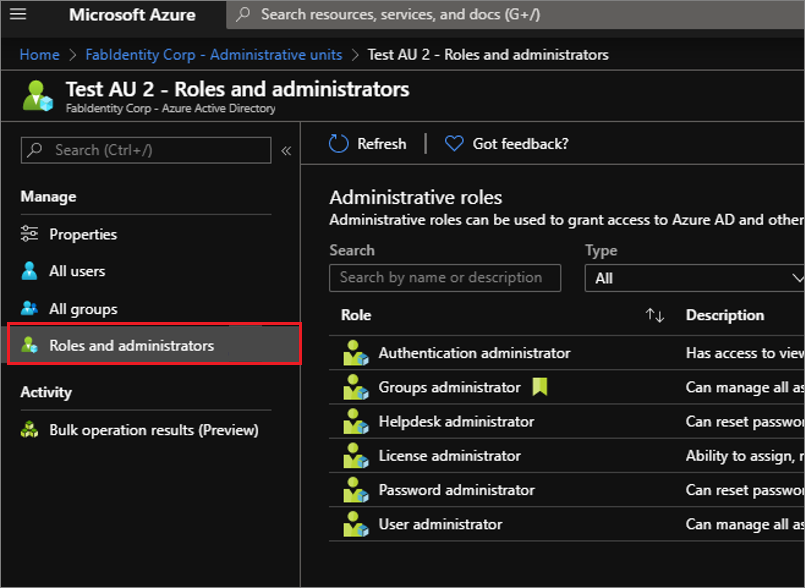 Microsoft Azure
Search resources, services, and docs (G+/)
Home > FabIdentity Corp - Administrative units > Test AU 2 - Roles and administrators
Test AU 2 - Roles and administrators
FabIdentity Corp - Azure Active Directory
Search (Ctrl+/)
«
Refresh
Got feedback?
Manage
Properties
All users
All groups
Roles and administrators
Activity
Bulk operation results (Preview)
Administrative roles
Administrative roles can be used to grant access to Azure AD and other
Search
Type
Search by name or description
All
Role ↑↓ Description
Authentication administrator Has access to view
Groups administrator Can manage all as
Helpdesk administrator Can reset passwo
License administrator Ability to assign, r
Password administrator Can reset passwo
User administrator Can manage all as